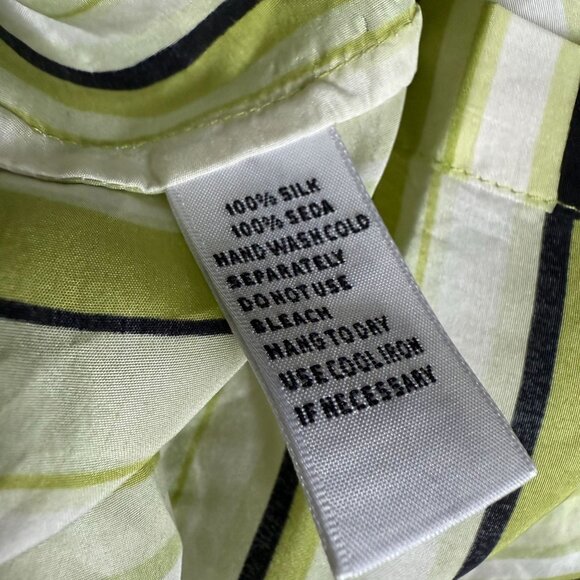 100% SILK
100% SEDA
HAND WASH COLD
SEPARATELY
DO NOT USE
BLEACH
HANG TO DRY
USE COOL IRON
IF NECESSARY